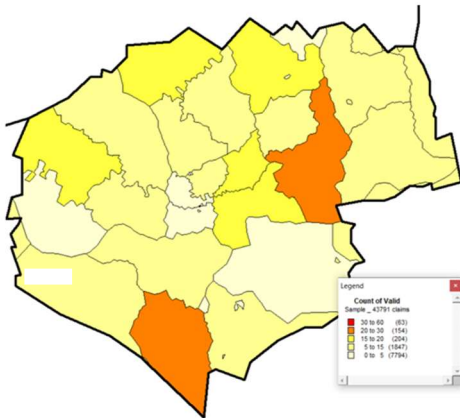 Legend
Count of Valid
Sample _ 43791 claims
30 to 60 (63)
20 to 30 (154)
15 to 20 (204)
5 to 15 (1847)
0 to 5 (7794)